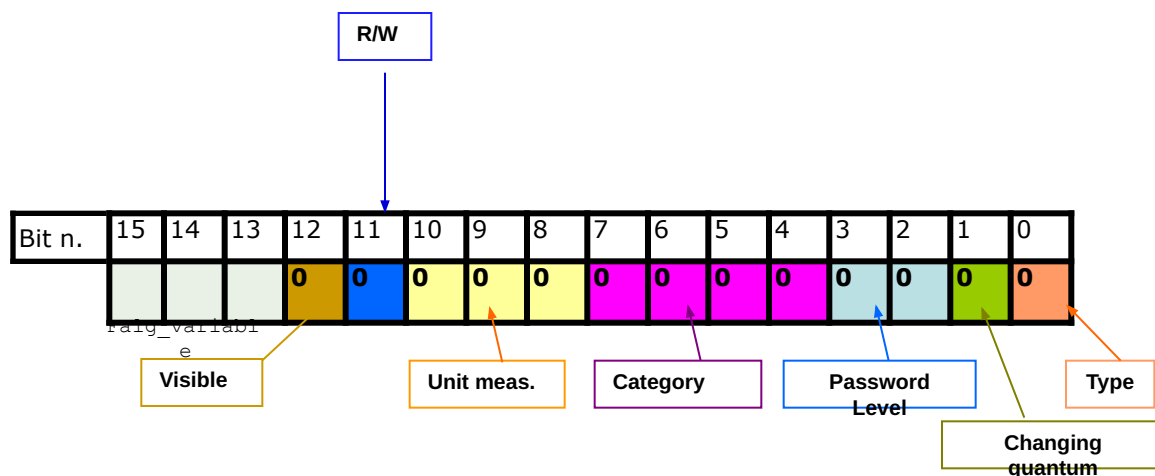 R/W
Bit n. 15 14 13 12 11 10 9 8 7 6 5 4 3 2 1 0
0 0 0 0 0 0 0 0 0 0 0 0 0
Falg_variabl
e
Visible
Unit meas.
Category
Password
Level
Type
Changing
quantum